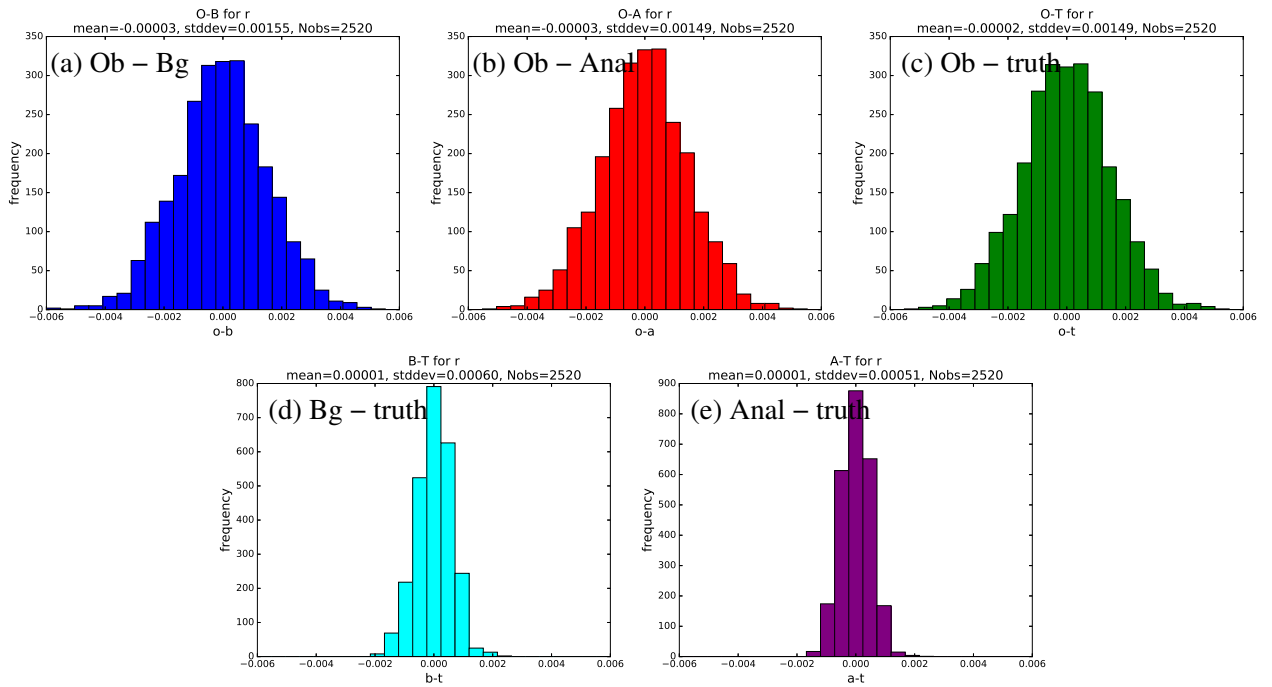 O-B for r
mean=-0.00003, stddev=0.00155, Nobs=2520
(a) Ob − Bg
350
300
250
200
150
100
50
0
frequency
−0.006 −0.004 −0.002 0.000 0.002 0.004 0.006
o-b
O-A for r
mean=-0.00003, stddev=0.00149, Nobs=2520
(b) Ob − Anal
350
300
250
200
150
100
50
0
frequency
−0.006 −0.004 −0.002 0.000 0.002 0.004 0.006
o-a
O-T for r
mean=-0.00002, stddev=0.00149, Nobs=2520
(c) Ob − truth
350
300
250
200
150
100
50
0
frequency
−0.006 −0.004 −0.002 0.000 0.002 0.004 0.006
o-t
B-T for r
mean=0.00001, stddev=0.00060, Nobs=2520
(d) Bg − truth
800
700
600
500
400
300
200
100
0
frequency
−0.006 −0.004 −0.002 0.000 0.002 0.004 0.006
b-t
A-T for r
mean=0.00001, stddev=0.00051, Nobs=2520
(e) Anal − truth
900
800
700
600
500
400
300
200
100
0
frequency
−0.006 −0.004 −0.002 0.000 0.002 0.004 0.006
a-t